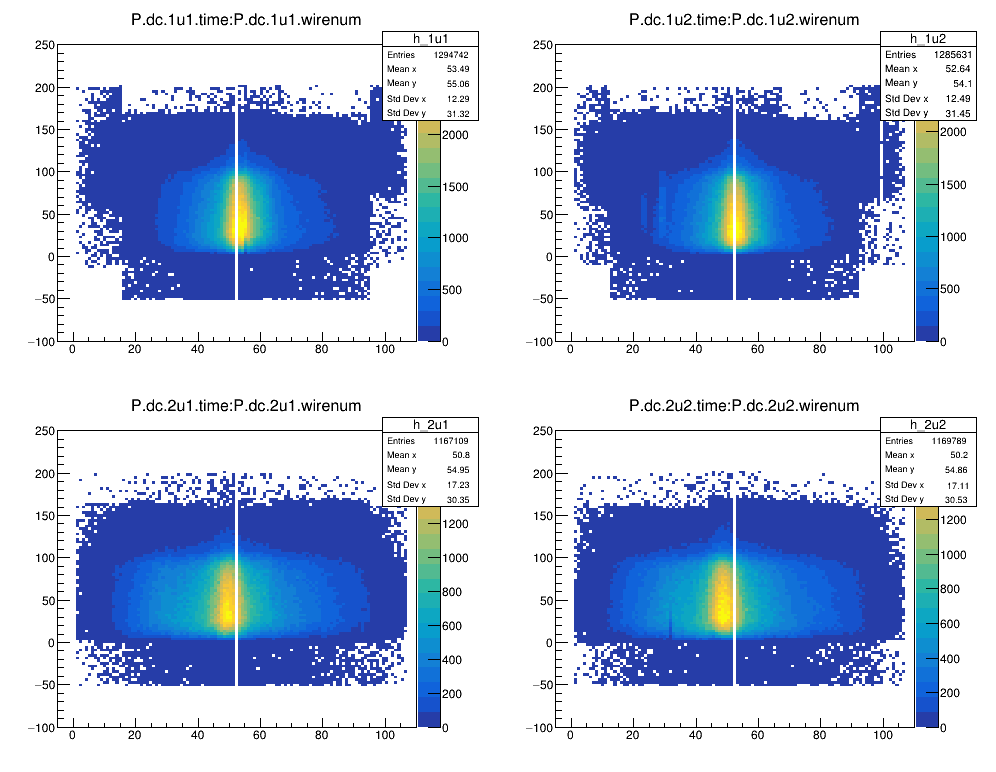 P.dc.1u1.time:P.dc.1u1.wirenum
h_1u1
Entries 1294742
Mean x 53.49
Mean y 55.06
Std Dev x 12.29
Std Dev y 31.32
250
200
150
100
50
0
−50
−100
0 20 40 60 80 100
2000
1500
1000
500
0
P.dc.1u2.time:P.dc.1u2.wirenum
h_1u2
Entries 1285631
Mean x 52.64
Mean y 54.1
Std Dev x 12.49
Std Dev y 31.45
250
200
150
100
50
0
−50
−100
0 20 40 60 80 100
2000
1500
1000
500
0
P.dc.2u1.time:P.dc.2u1.wirenum
h_2u1
Entries 1167109
Mean x 50.8
Mean y 54.95
Std Dev x 17.23
Std Dev y 30.35
250
200
150
100
50
0
−50
−100
0 20 40 60 80 100
1200
1000
800
600
400
200
0
P.dc.2u2.time:P.dc.2u2.wirenum
h_2u2
Entries 1169789
Mean x 50.2
Mean y 54.86
Std Dev x 17.11
Std Dev y 30.53
250
200
150
100
50
0
−50
−100
0 20 40 60 80 100
1200
1000
800
600
400
200
0